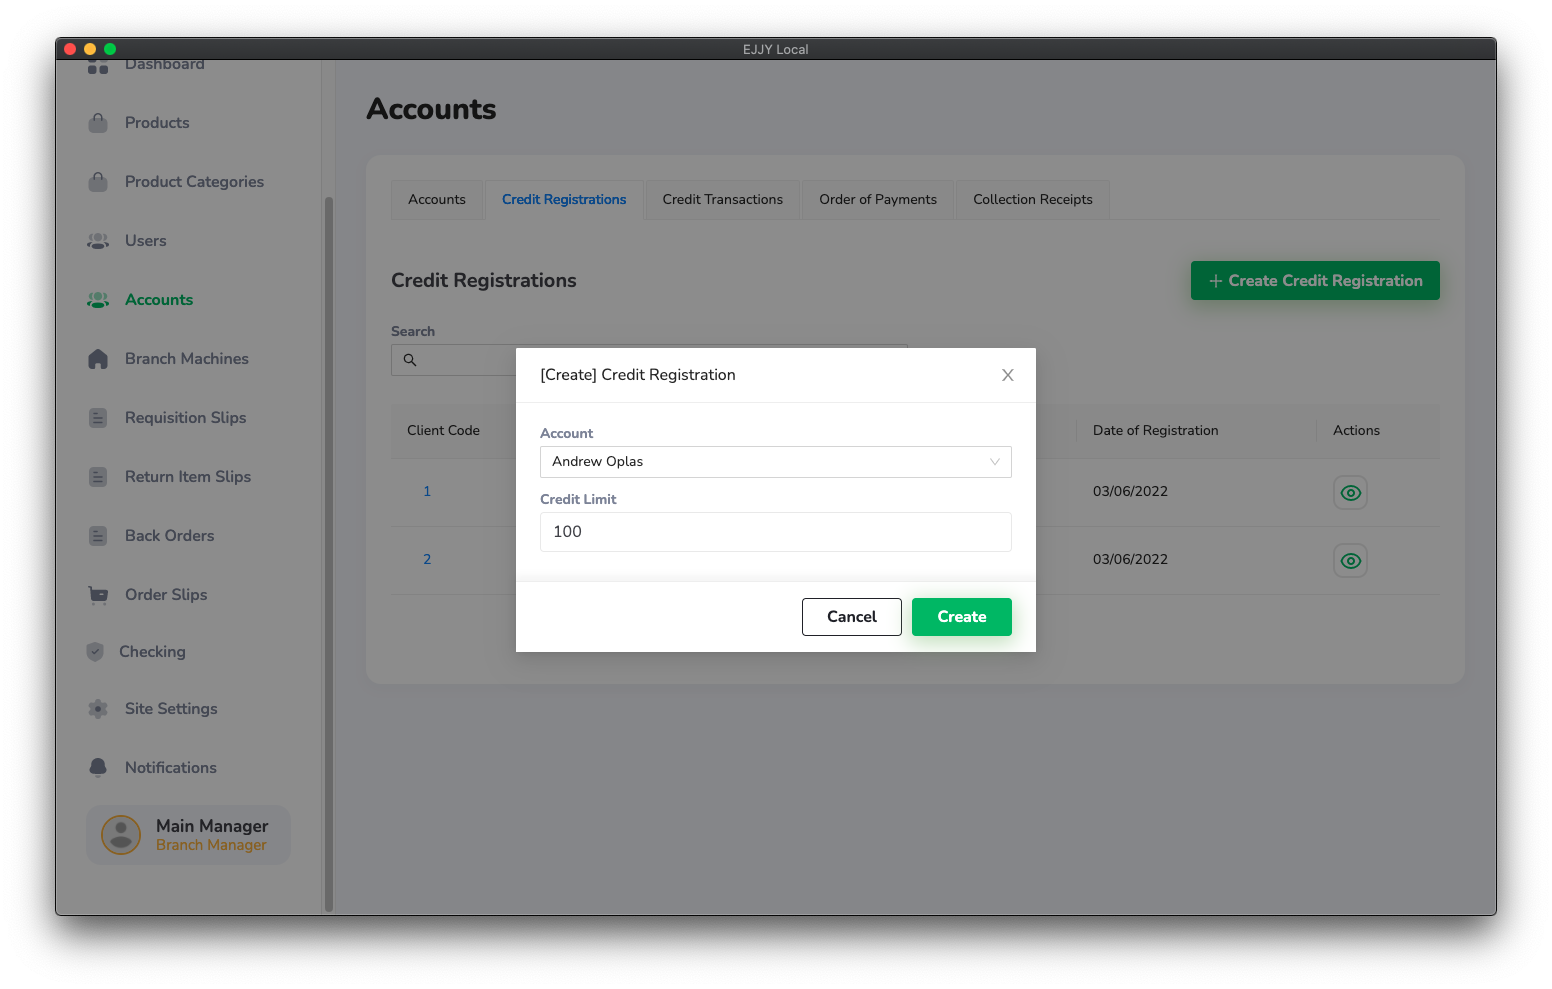 EJJY Local
Dashboard
Products
Product Categories
Users
Accounts
Branch Machines
Requisition Slips
Return Item Slips
Back Orders
Order Slips
Checking
Site Settings
Notifications
Main Manager
Branch Manager
Accounts
Accounts Credit Registrations Credit Transactions Order of Payments Collection Receipts
Credit Registrations
+ Create Credit Registration
Search
Client Code Date of Registration Actions
1 03/06/2022
2 03/06/2022
[Create] Credit Registration X
Account
Andrew Oplas
Credit Limit
100
Cancel Create